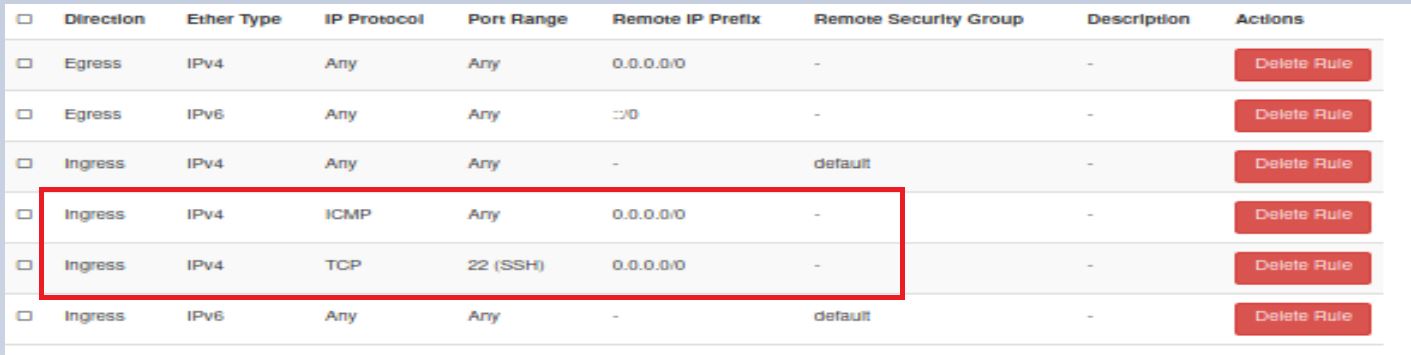 Direction Ether Type IP Protocol Port Range Remote IP Prefix Remote Security Group Description Actions
Egress IPv4 Any Any 0.0.0.0/0 - - Delete Rule
Egress IPv6 Any Any ::/0 - - Delete Rule
Ingress IPv4 Any Any - default - Delete Rule
Ingress IPv4 ICMP Any 0.0.0.0/0 - - Delete Rule
Ingress IPv4 TCP 22 (SSH) 0.0.0.0/0 - - Delete Rule
Ingress IPv6 Any Any - default - Delete Rule